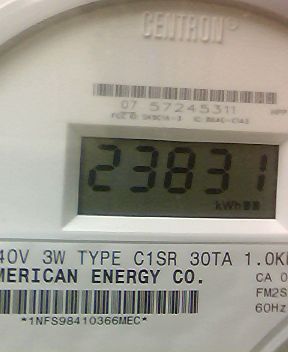 CENTRON®
07 57245311
23831
kWh
40V 3W TYPE C1SR 30TA 1.0K
MERICAN ENERGY CO.
CA 0
FM2S
60Hz
*1NFS98410366MEC*